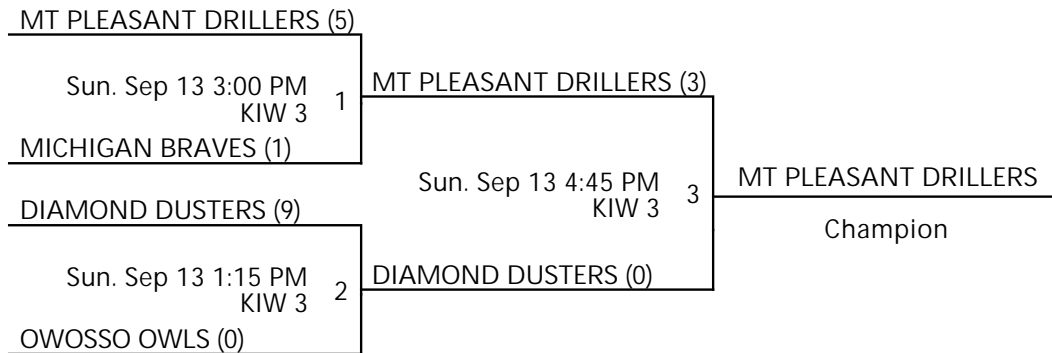 MT PLEASANT DRILLERS (5)
Sun. Sep 13 3:00 PM
KIW 3
1
MICHIGAN BRAVES (1)
MT PLEASANT DRILLERS (3)
DIAMOND DUSTERS (9)
Sun. Sep 13 1:15 PM
KIW 3
2
OWOSSO OWLS (0)
Sun. Sep 13 4:45 PM
KIW 3
3
DIAMOND DUSTERS (0)
MT PLEASANT DRILLERS
Champion